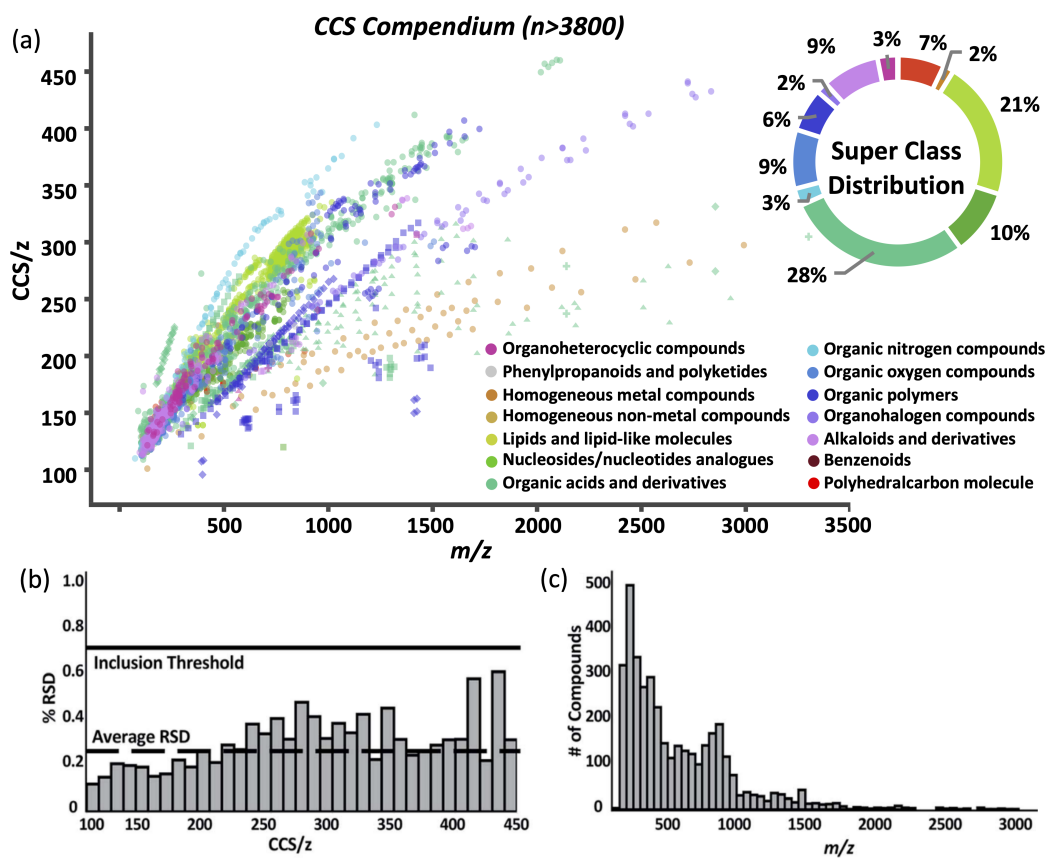 (a)
CCS Compendium (n>3800)
CCS/z
450
400
350
300
250
200
150
100
500
1000
1500
2000
2500
3000
3500
m/z
Super Class
Distribution
3%
7%
2%
21%
10%
28%
3%
9%
6%
2%
9%
Organoheterocyclic compounds
Phenylpropanoids and polyketides
Homogeneous metal compounds
Homogeneous non-metal compounds
Lipids and lipid-like molecules
Nucleosides/nucleotides analogues
Organic acids and derivatives
Organic nitrogen compounds
Organic oxygen compounds
Organic polymers
Organohalogen compounds
Alkaloids and derivatives
Benzenoids
Polyhedralcarbon molecule
(b)
% RSD
1.0
0.8
0.6
0.4
0.2
0
Inclusion Threshold
Average RSD
100
150
200
250
300
350
400
450
CCS/z
(c)
# of Compounds
500
400
300
200
100
0
500
1000
1500
2000
2500
3000
m/z